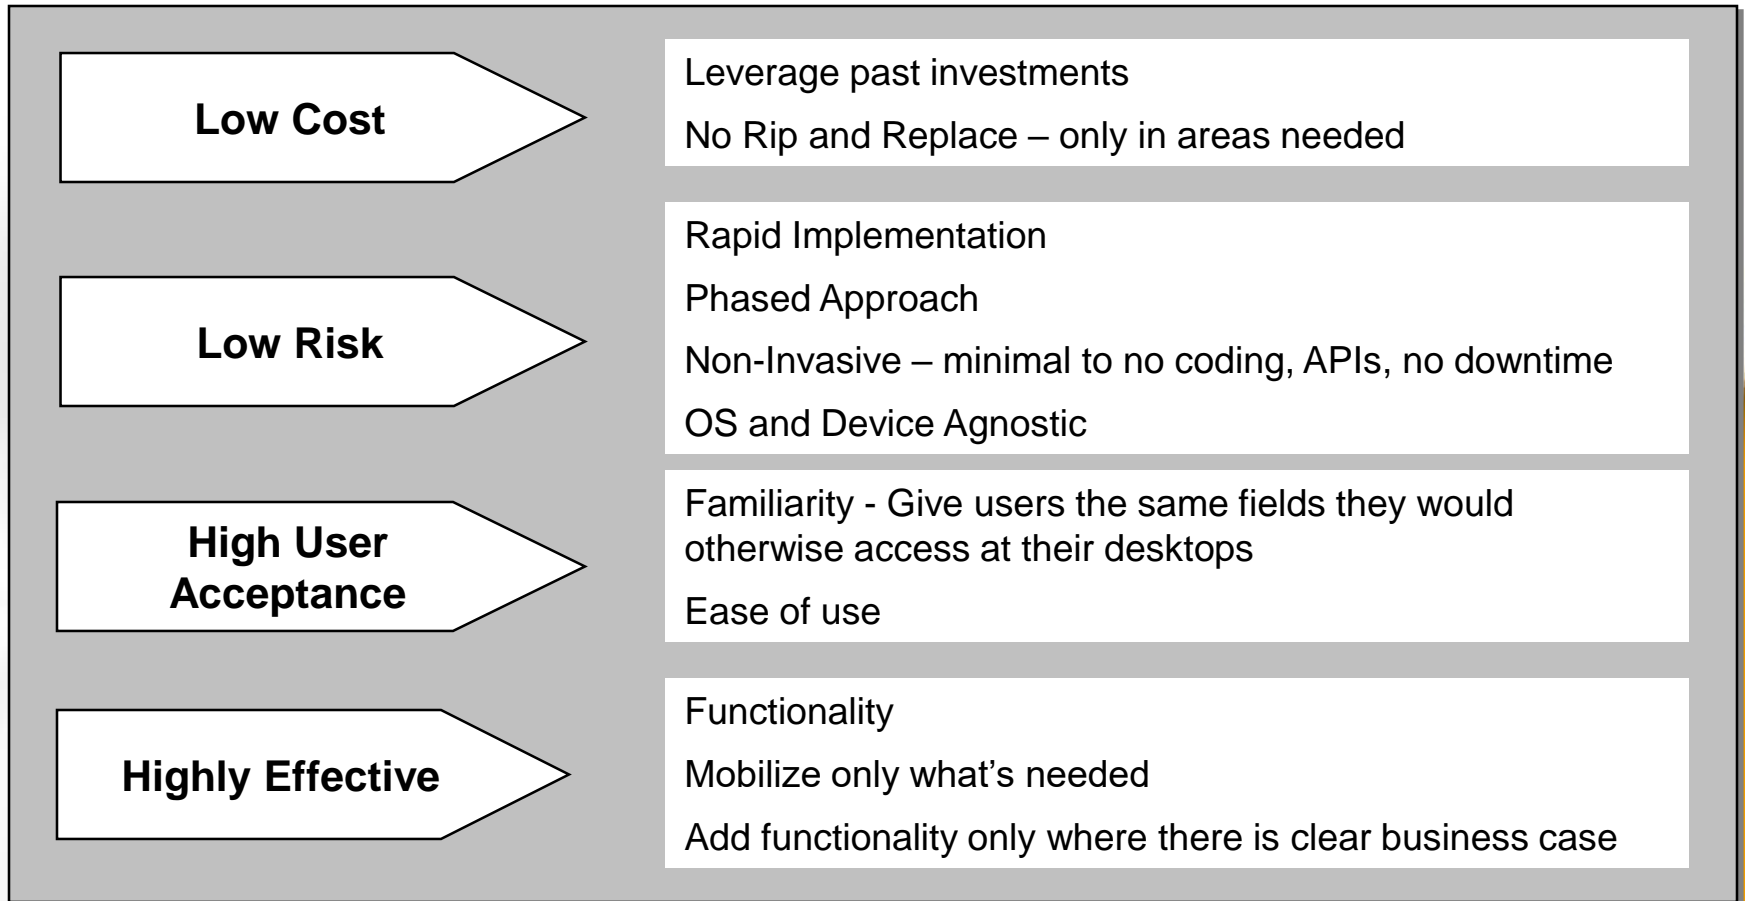 Low Cost
Leverage past investments
No Rip and Replace – only in areas needed
Low Risk
Rapid Implementation
Phased Approach
Non-Invasive – minimal to no coding, APIs, no downtime
OS and Device Agnostic
High User
Acceptance
Familiarity - Give users the same fields they would
otherwise access at their desktops
Ease of use
Highly Effective
Functionality
Mobilize only what’s needed
Add functionality only where there is clear business case